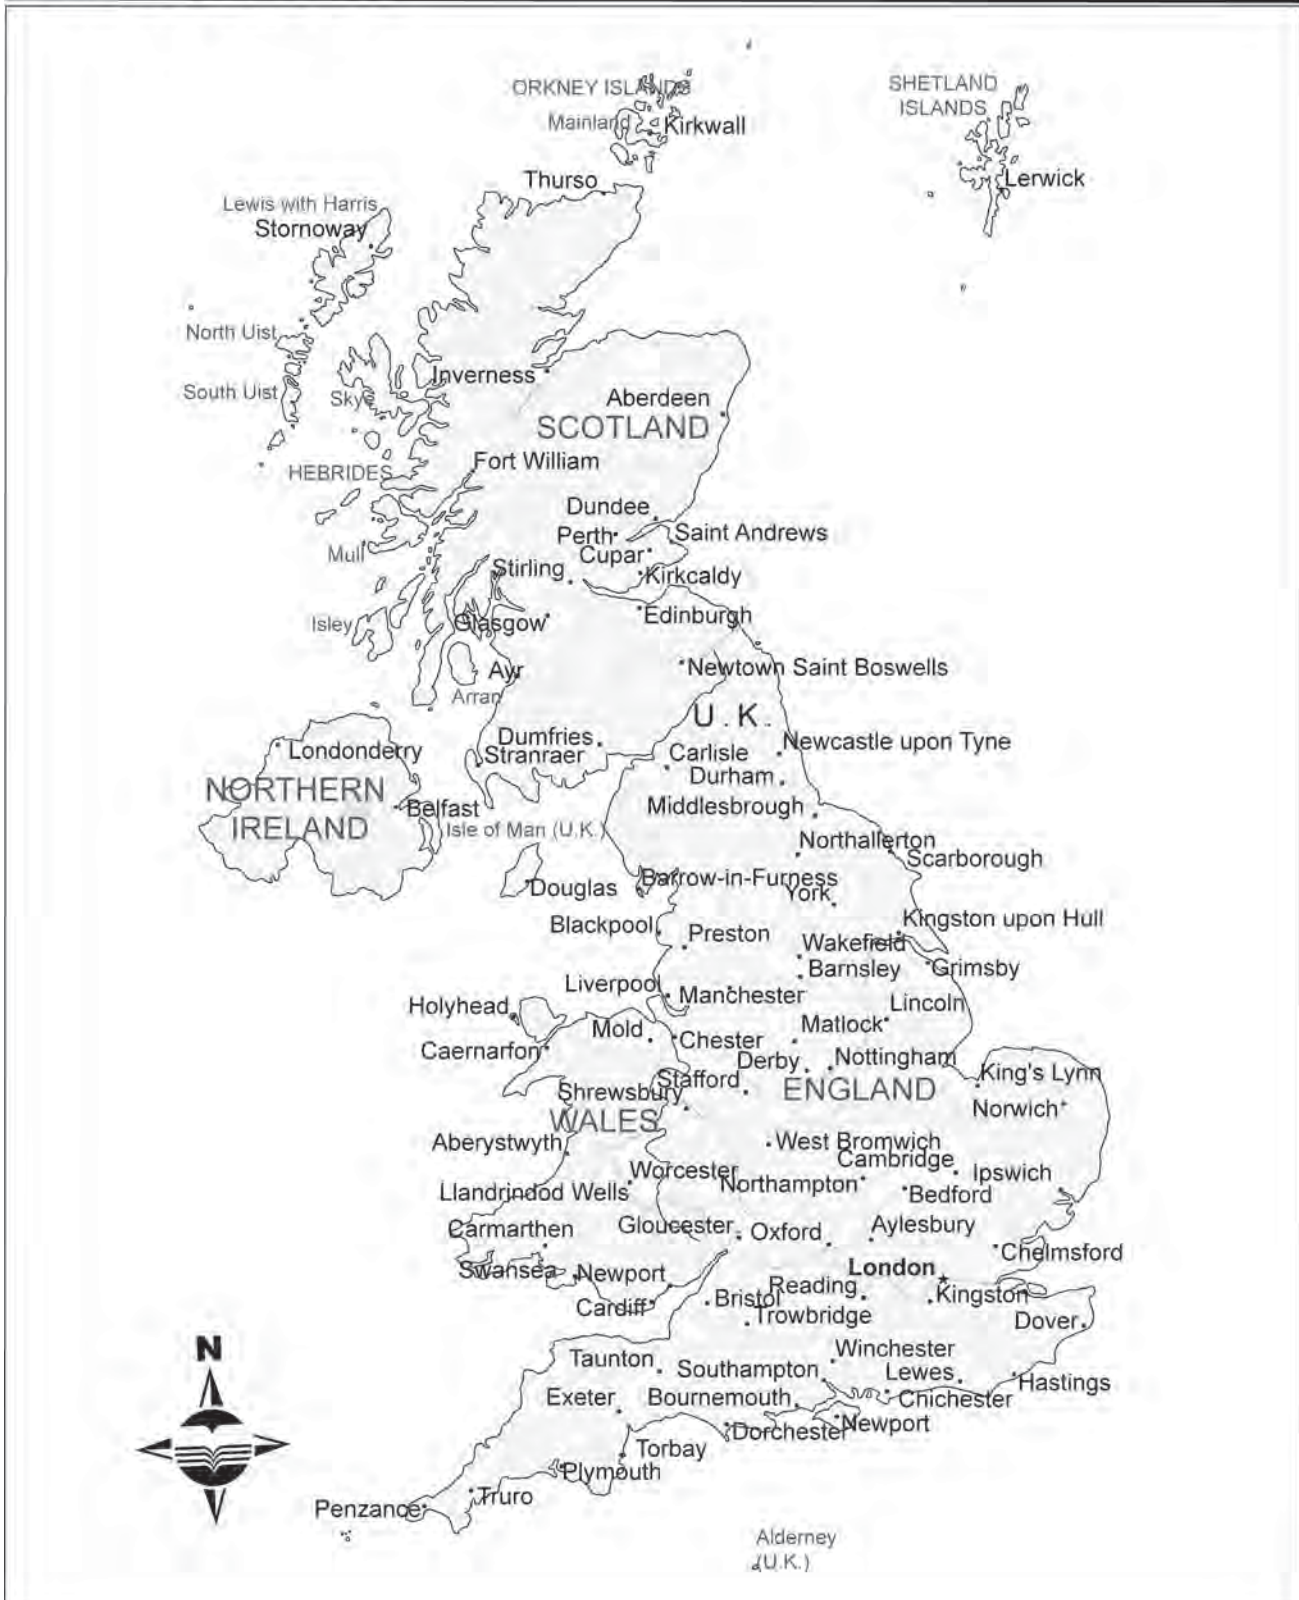 ORKNEY ISLANDS
SHETLAND
ISLANDS
Mainland
Kirkwall
Thurso
Lerwick
Lewis with Harris
Stornoway
North Uist
Inverness
South Uist
Skye
Aberdeen
SCOTLAND
Fort William
HEBRIDES
Dundee
Perth
Saint Andrews
Mull
Cupar
Stirling
Kirkcaldy
Isley
Glasgow
Edinburgh
Ayr
Newtown Saint Boswells
Arran
U.K.
Londonderry
Dumfries
Newcastle upon Tyne
Stranraer
Carlisle
Durham
NORTHERN
IRELAND
Belfast
Middlesbrough
Isle of Man (U.K.)
Northallerton
Scarborough
Douglas
Barrow-in-Furness
York
Blackpool
Preston
Kingston upon Hull
Wakefield
Barnsley
Grimsby
Liverpool
Manchester
Holyhead
Lincoln
Mold
Matlock
Caernarfon
Chester
Derby
Nottingham
King's Lynn
Stafford
Shrewsbury
ENGLAND
Norwich
WALES
Aberystwyth
West Bromwich
Cambridge
Worcester
Ipswich
Llandrindod Wells
Northampton
Bedford
Carmarthen
Gloucester
Oxford
Aylesbury
Chelmsford
Swansea
Newport
London
Reading
Cardiff
Bristol
Kingston
Trowbridge
Dover
N
Taunton
Winchester
Southampton
Lewes
Hastings
Exeter
Bournemouth
Chichester
Dorchester
Newport
Torbay
Plymouth
Truro
Penzance
Alderney
(U.K.)